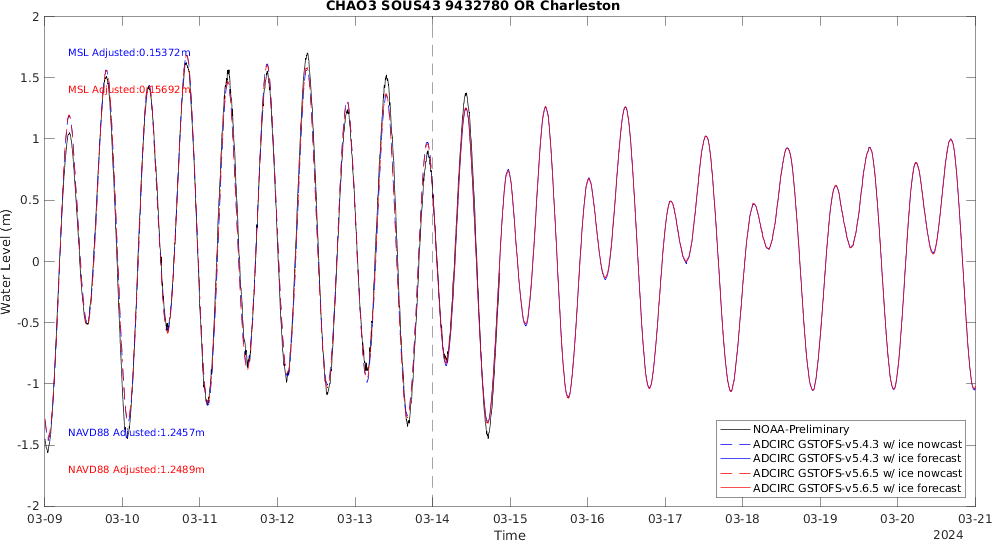 CHAO3 SOUS43 9432780 OR Charleston
MSL Adjusted:0.15372m
MSL Adjusted:0.15692m
NAVD88 Adjusted:1.2457m
NAVD88 Adjusted:1.2489m
Water Level (m)
2
1.5
1
0.5
0
-0.5
-1
-1.5
-2
NOAA-Preliminary
ADCIRC GSTOFS-v5.4.3 w/ ice nowcast
ADCIRC GSTOFS-v5.4.3 w/ ice forecast
ADCIRC GSTOFS-v5.6.5 w/ ice nowcast
ADCIRC GSTOFS-v5.6.5 w/ ice forecast
03-09 03-10 03-11 03-12 03-13 03-14 03-15 03-16 03-17 03-18 03-19 03-20 03-21
Time
2024